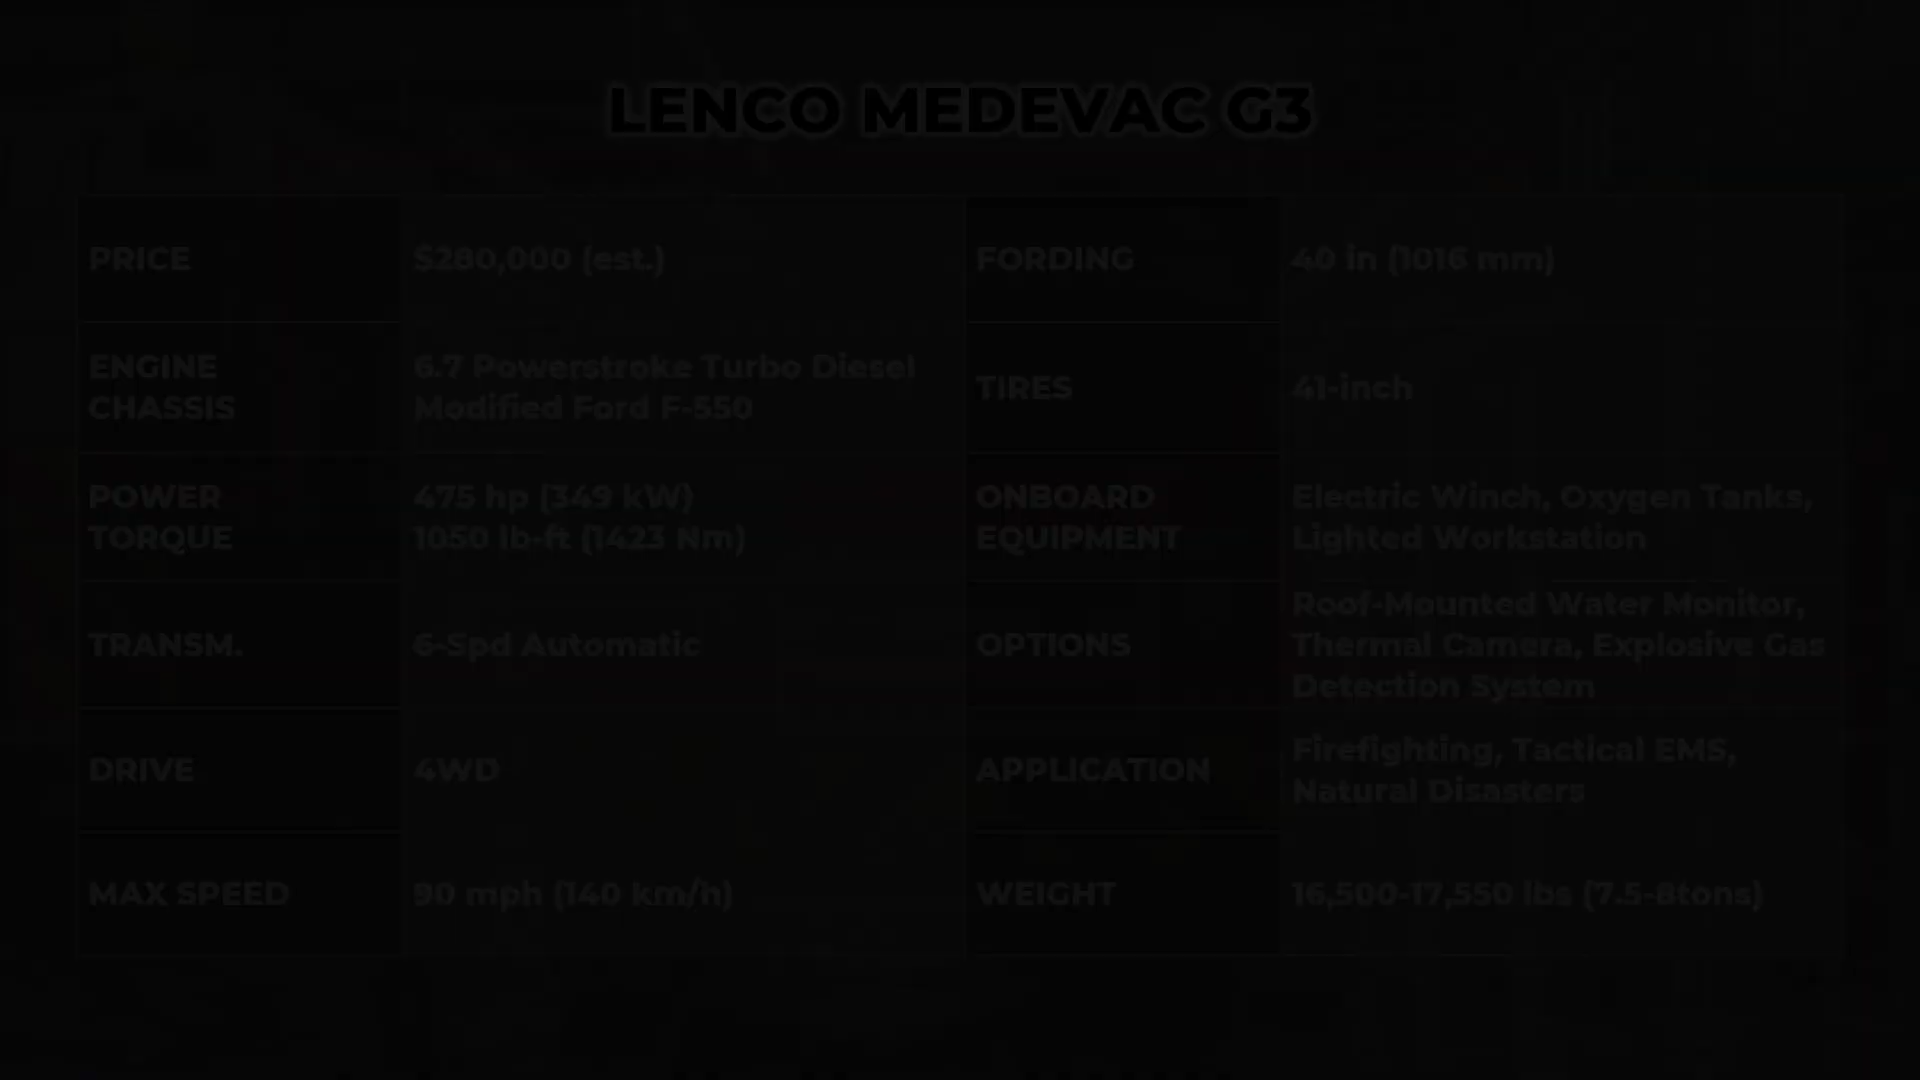 LENCO MEDEVAC G3
PRICE
$280,000 (est.)
FORDING
40 in (1016 mm)
ENGINE
CHASSIS
6.7 Powerstroke Turbo Diesel
Modified Ford F-550
TIRES
41-inch
POWER
TORQUE
475 hp (349 kW)
1050 lb-ft (1423 Nm)
ONBOARD
EQUIPMENT
Electric Winch, Oxygen Tanks,
Lighted Workstation
TRANSM.
6-Spd Automatic
OPTIONS
Roof-Mounted Water Monitor,
Thermal Camera, Explosive Gas
Detection System
DRIVE
4WD
APPLICATION
Firefighting, Tactical EMS,
Natural Disasters
MAX SPEED
90 mph (140 km/h)
WEIGHT
16,500-17,550 lbs (7.5-8tons)